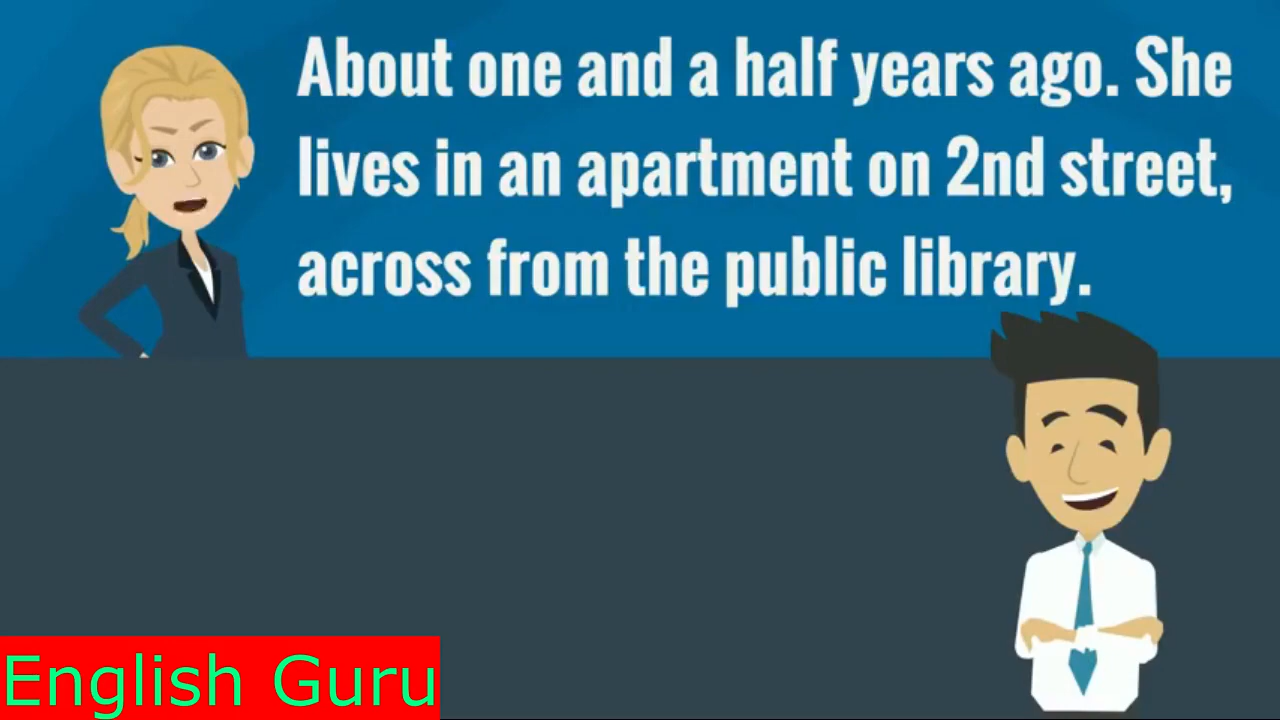 About one and a half years ago. She
lives in an apartment on 2nd street,
across from the public library.
English Guru